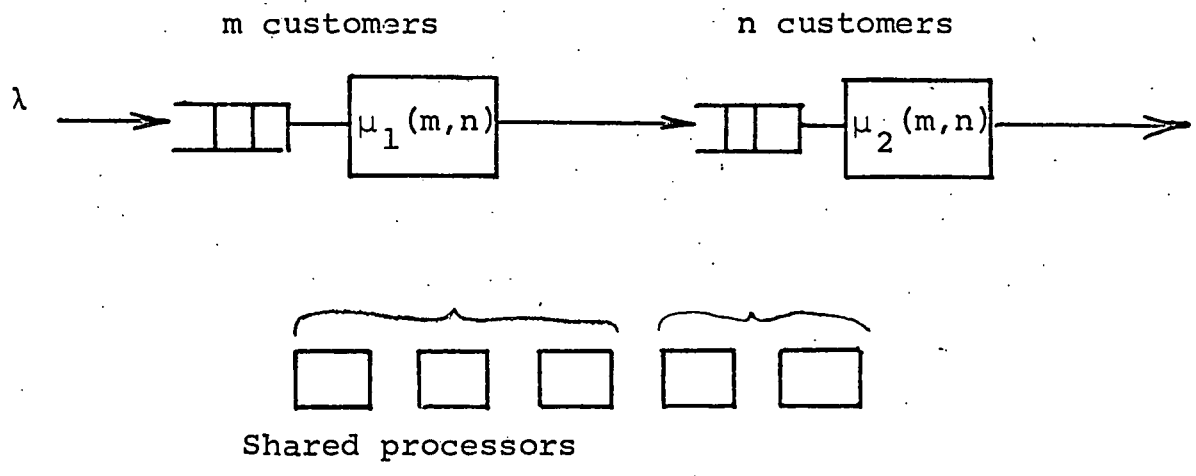 m customers n customers
λ
μ₁(m,n) μ₂(m,n)
Shared processors